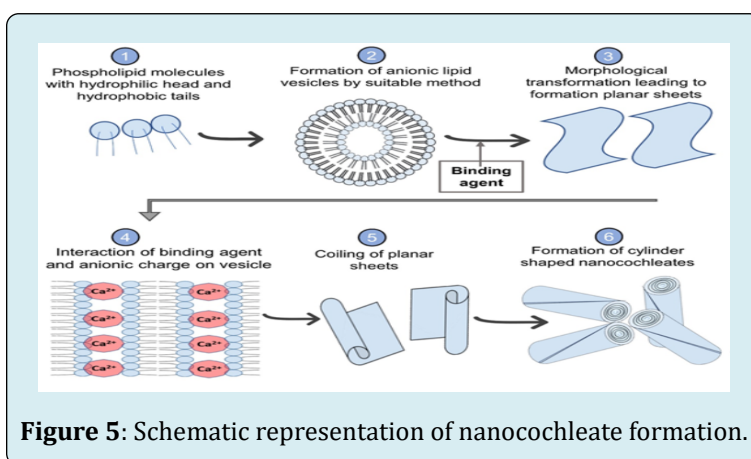 1
Phospholipid molecules
with hydrophilic head and
hydrophobic tails
2
Formation of anionic lipid
vesicles by suitable method
Binding
agent
3
Morphological
transformation leading to
formation planar sheets
4
Interaction of binding agent
and anionic charge on vesicle
Ca²⁺ Ca²⁺
Ca²⁺ Ca²⁺
Ca²⁺ Ca²⁺
Ca²⁺ Ca²⁺
5
Coiling of planar
sheets
6
Formation of cylinder
shaped nanocochleates
Figure 5: Schematic representation of nanocochleate formation.